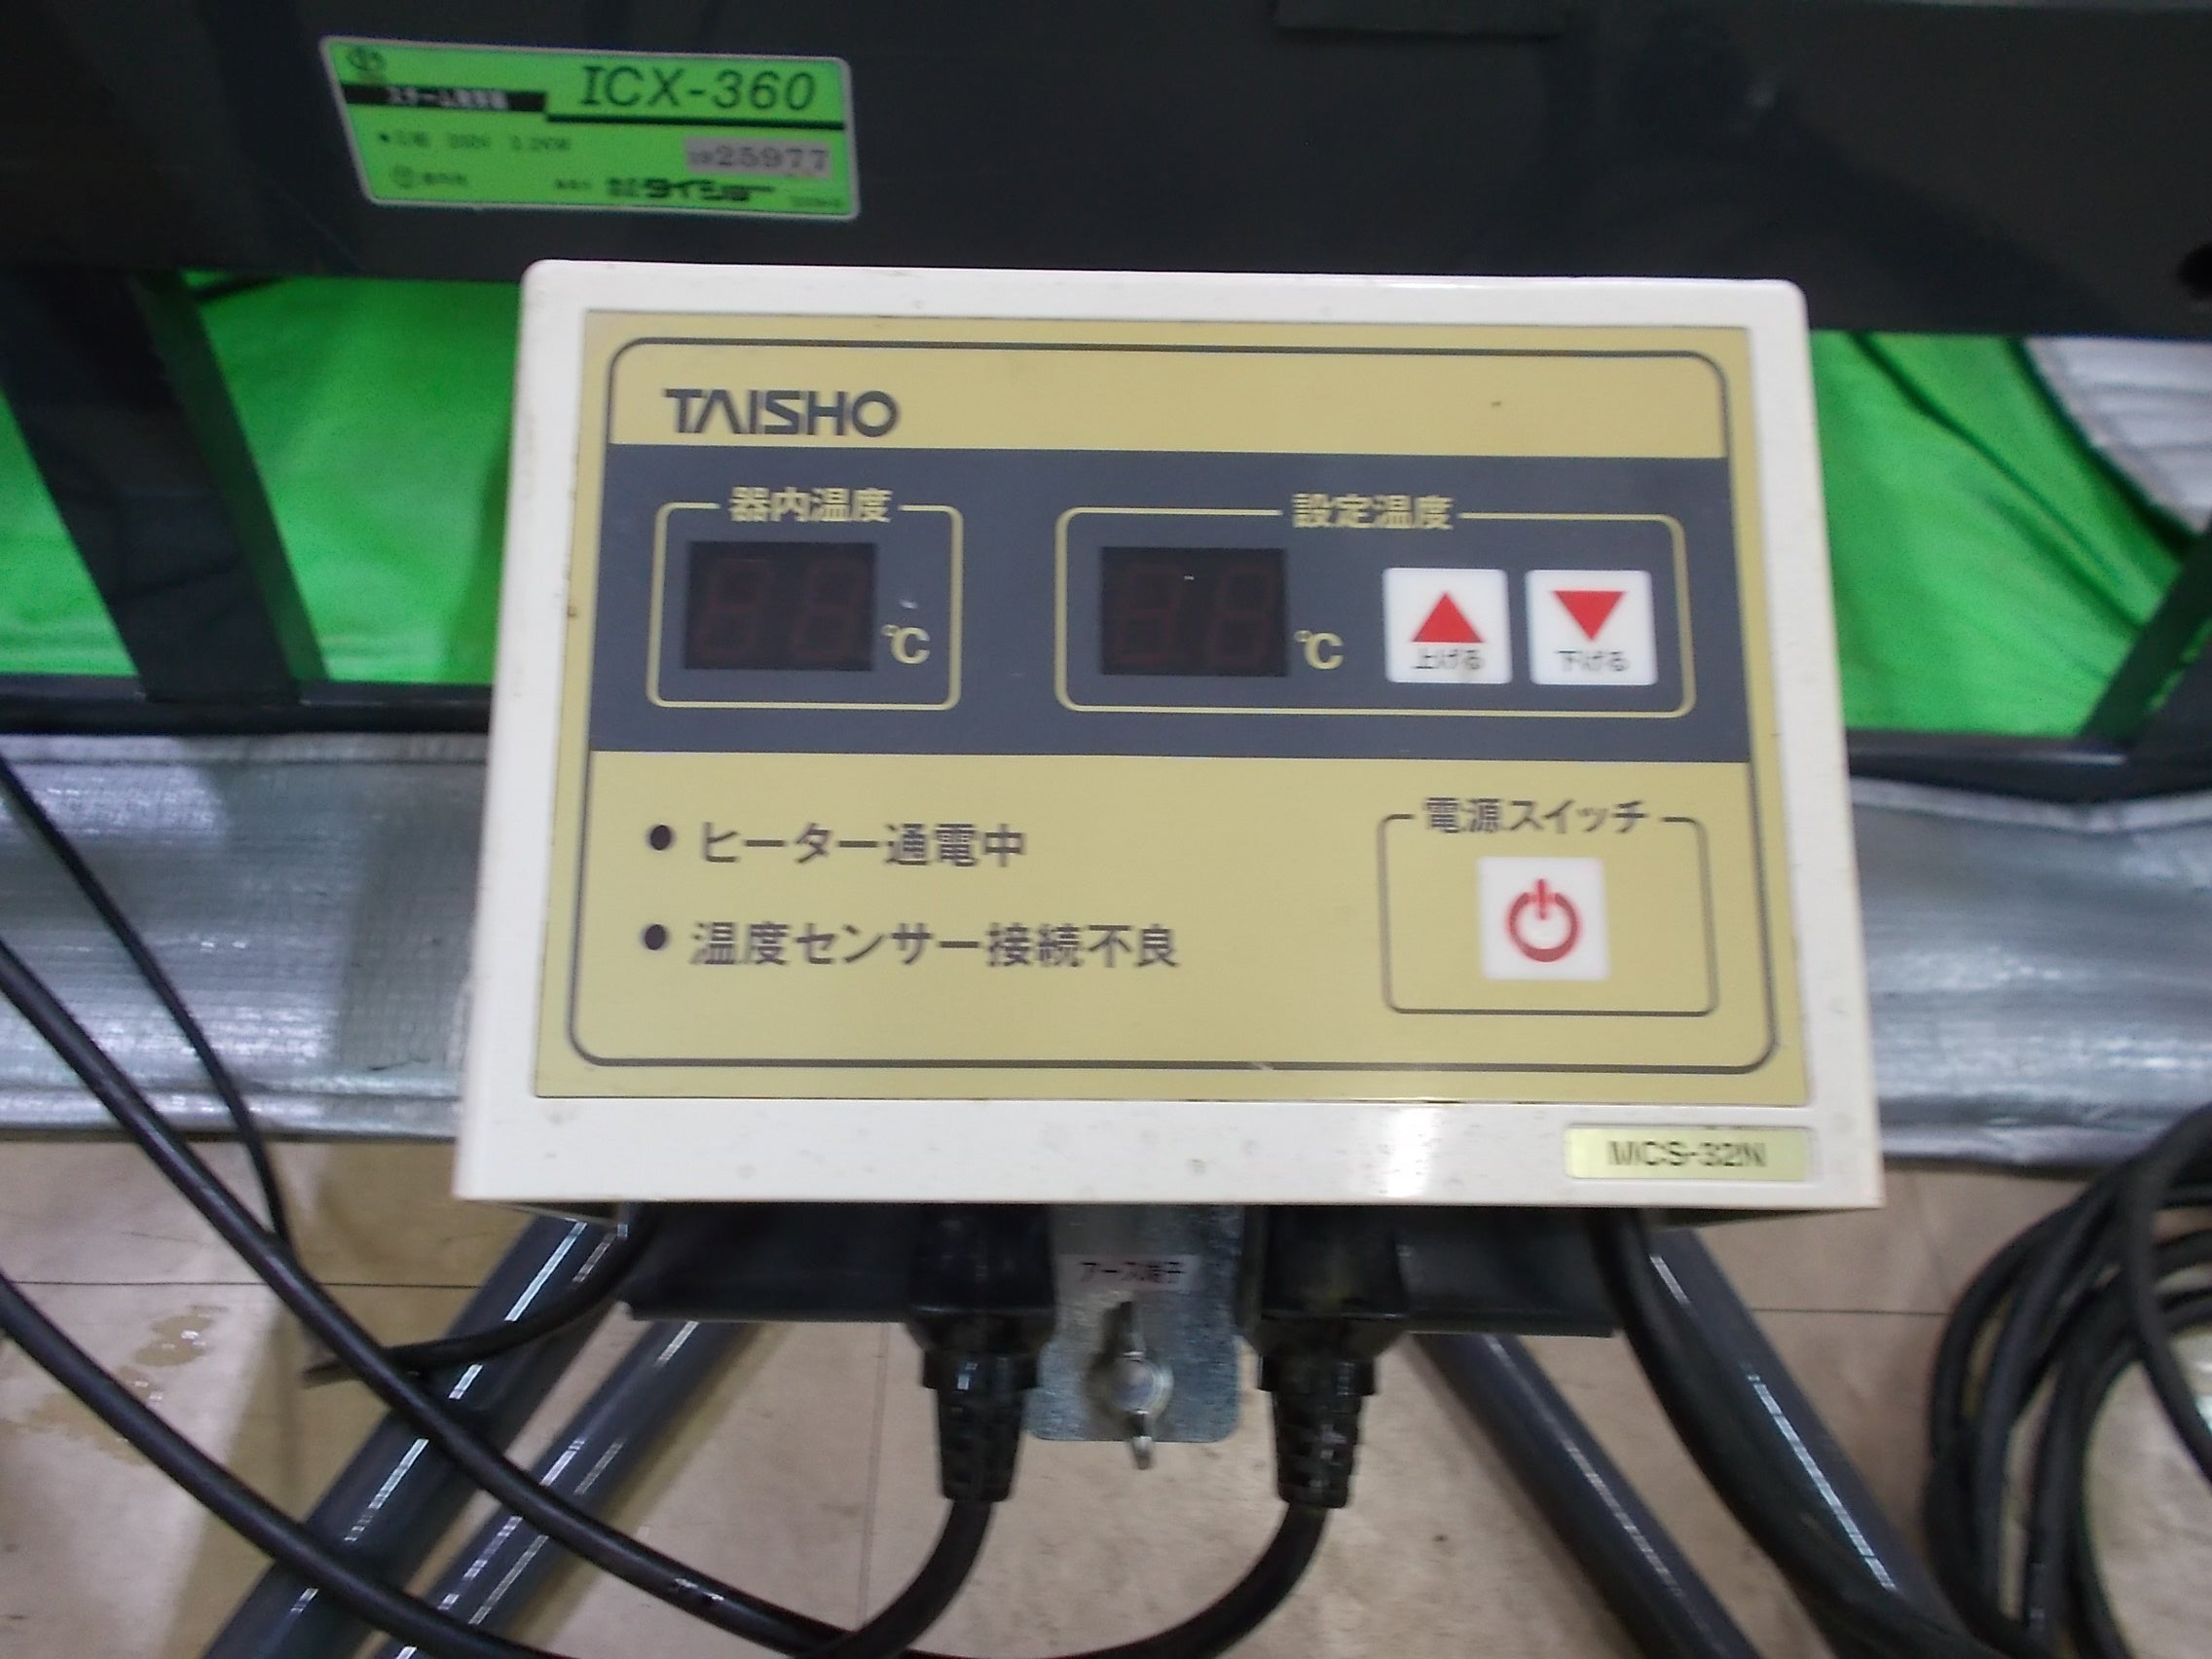 ICX-360
25977
タイショー
TAISHO
器内温度
℃
設定温度
℃
上げる
下げる
ヒーター通電中
温度センサー接続不良
電源スイッチ
MCS-32N
アース端子